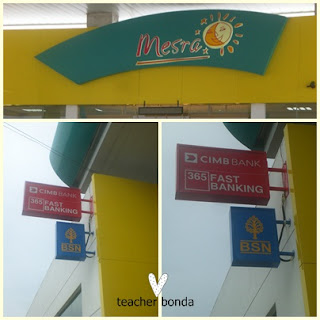 Mesra
CIMB BANK
365 FAST
BANKING
BSN
CIMB BANK
365 FAST
BANKING
BSN
teacher bonda